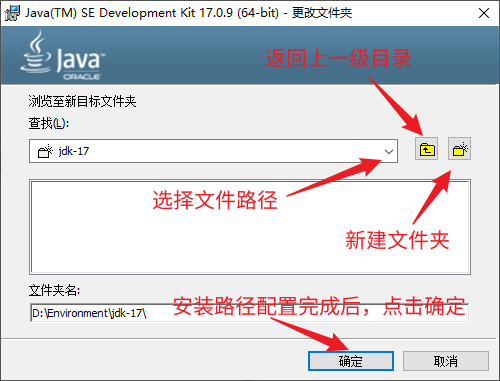 Java(TM) SE Development Kit 17.0.9 (64-bit) - 更改文件夹
Java
ORACLE
返回上一级目录
浏览至新目标文件夹
查找(L):
jdk-17
选择文件路径
新建文件夹
文件夹名:
安装路径配置完成后，点击确定
D:\Environment\jdk-17\
确定
取消